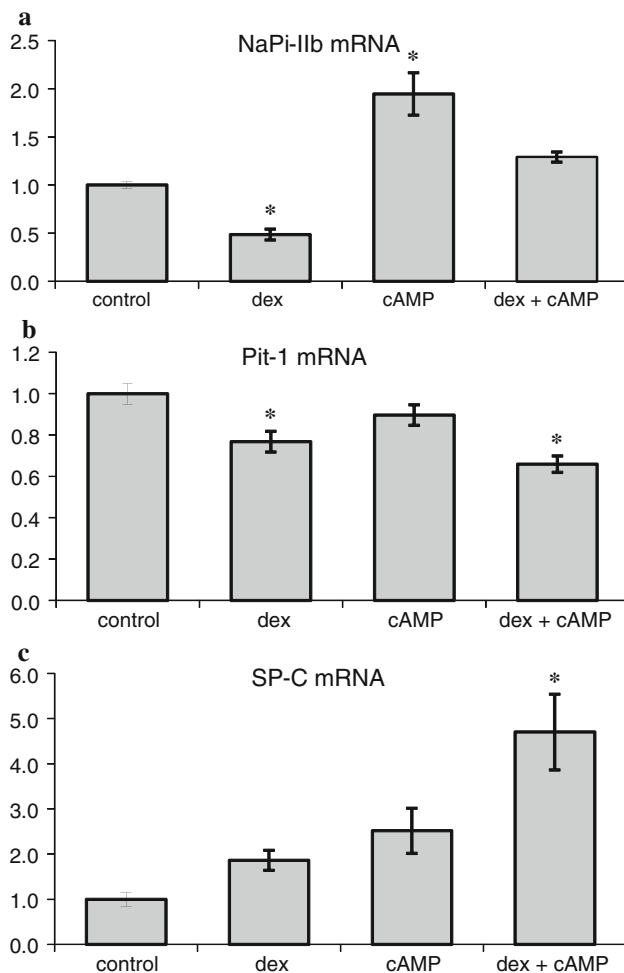 a
NaPi-IIb mRNA
2.5
2.0
1.5
1.0
0.5
0.0
*
*
control dex cAMP dex + cAMP
b
Pit-1 mRNA
1.2
1.0
0.8
0.6
0.4
0.2
0.0
*
*
control dex cAMP dex + cAMP
c
SP-C mRNA
6.0
5.0
4.0
3.0
2.0
1.0
0.0
*
control dex cAMP dex + cAMP